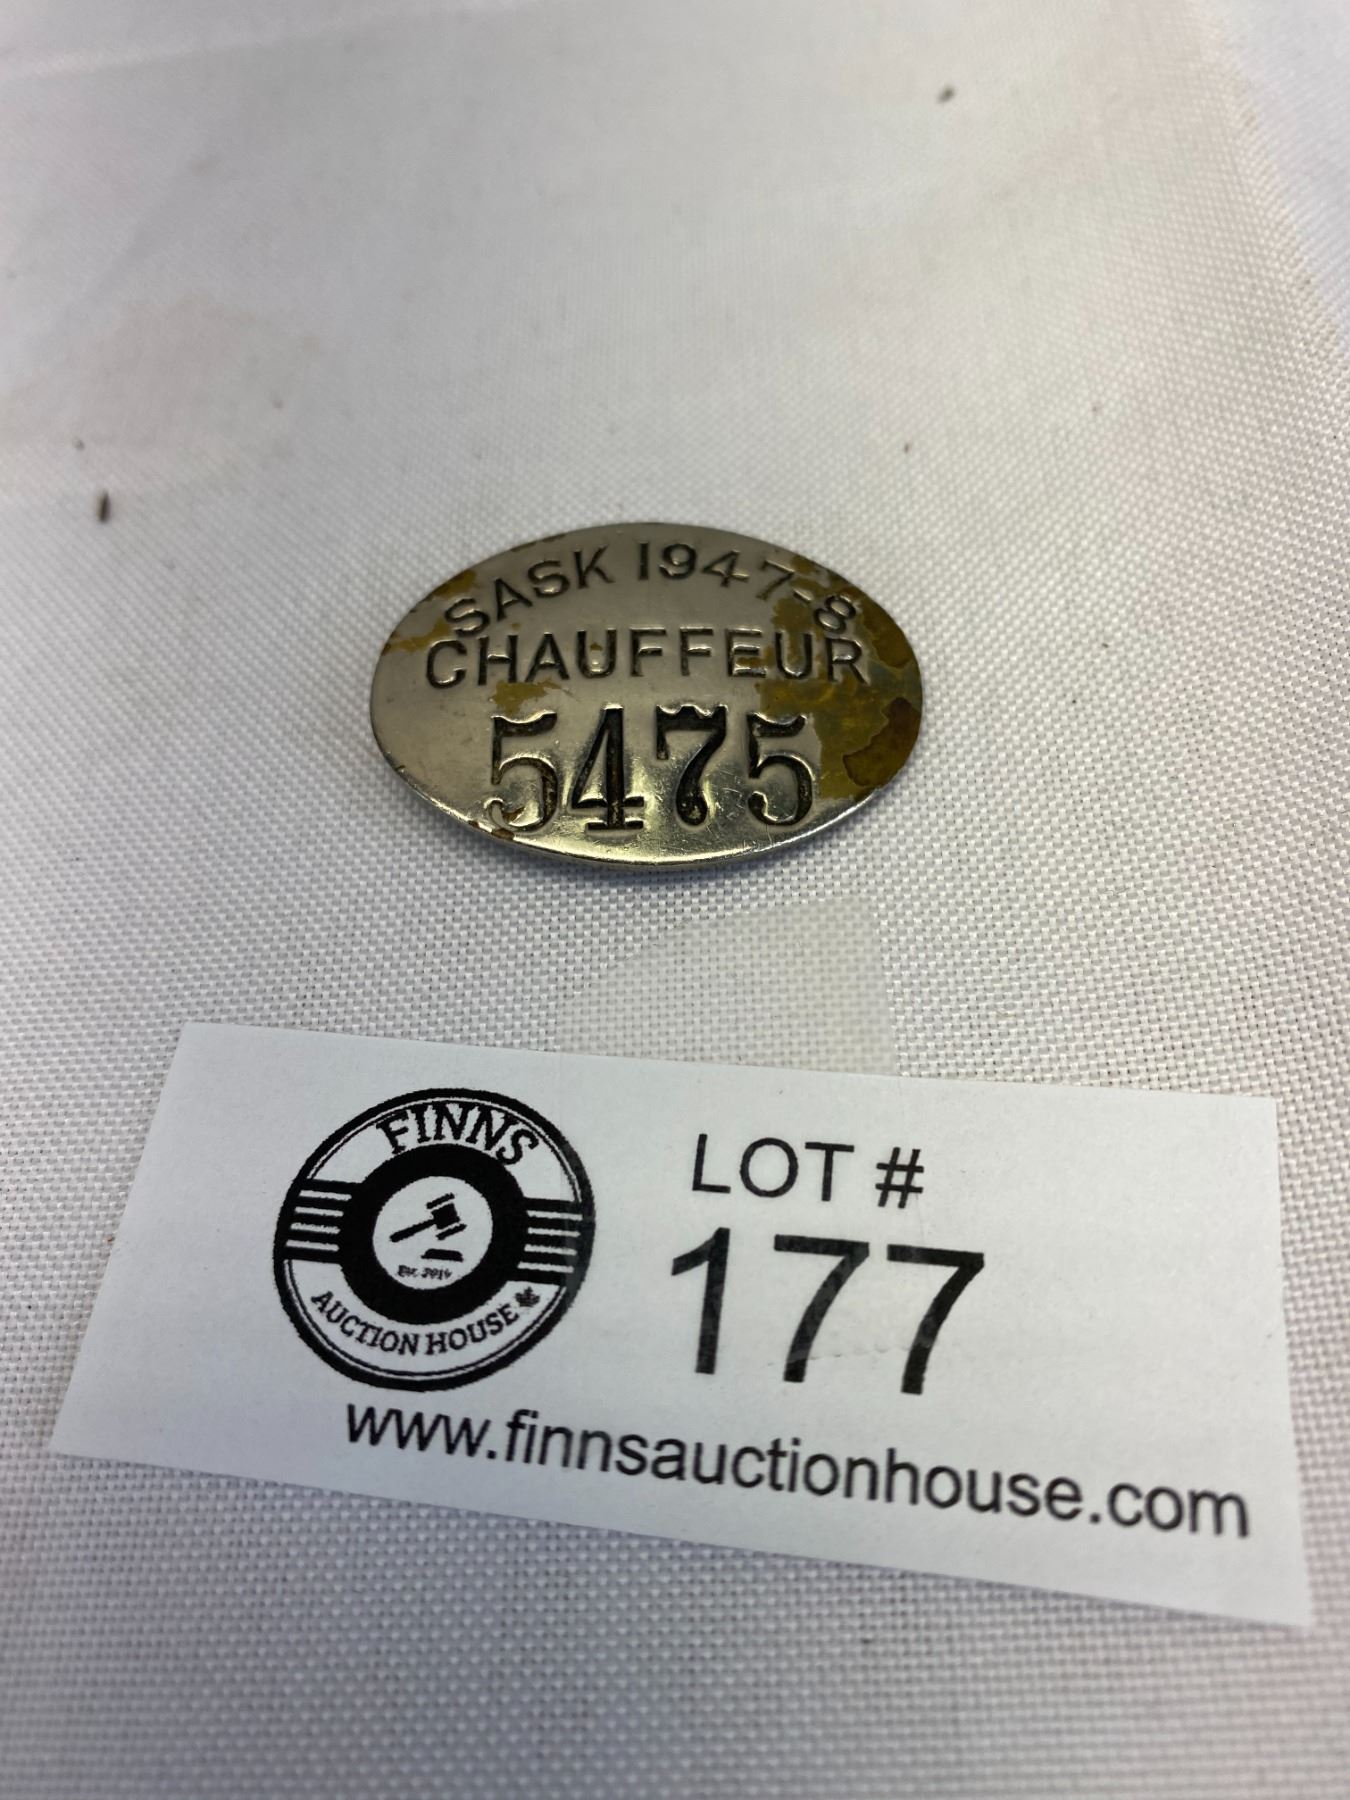 SASK 1947-8
CHAUFFEUR
5475
FINNS
EST. 2019
AUCTION HOUSE
LOT #
177
www.finnsauctionhouse.com